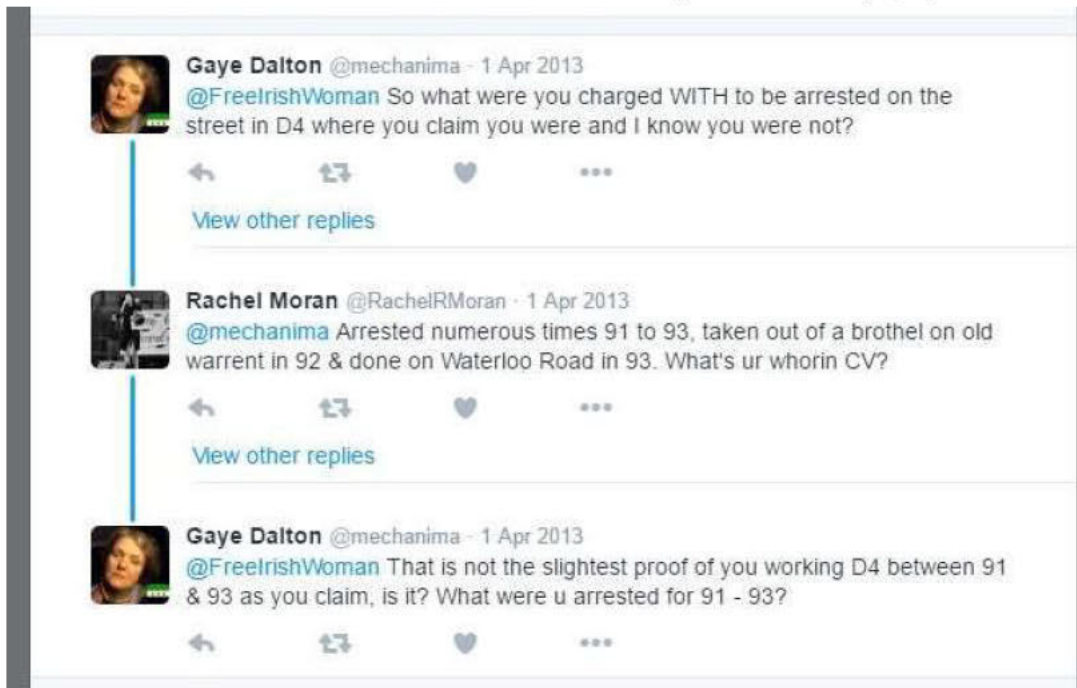 Gaye Dalton @mechanima · 1 Apr 2013
@FreeIrishWoman So what were you charged WITH to be arrested on the
street in D4 where you claim you were and I know you were not?
View other replies
Rachel Moran @RachelRMoran · 1 Apr 2013
@mechanima Arrested numerous times 91 to 93, taken out of a brothel on old
warrent in 92 & done on Waterloo Road in 93. What's ur whorin CV?
View other replies
Gaye Dalton @mechanima · 1 Apr 2013
@FreeIrishWoman That is not the slightest proof of you working D4 between 91
& 93 as you claim, is it? What were u arrested for 91 - 93?